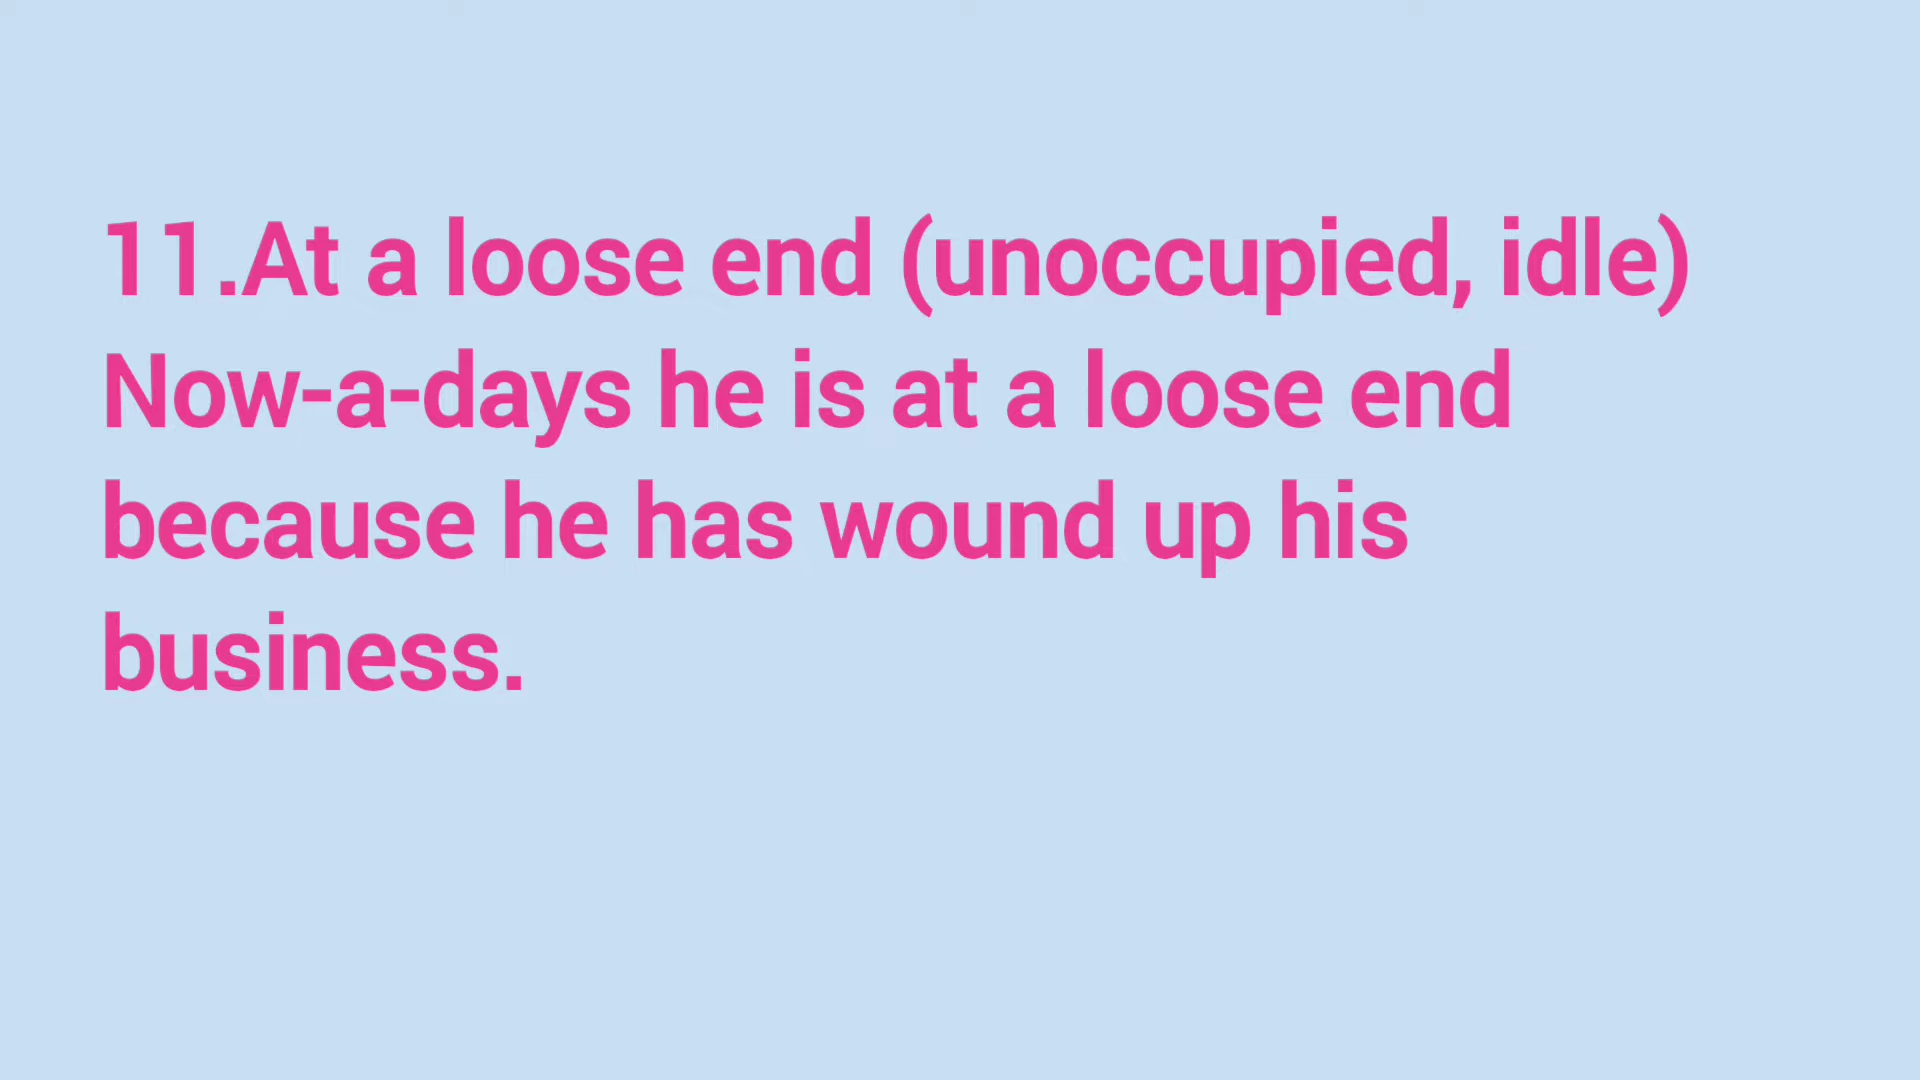 11.At a loose end (unoccupied, idle)
Now-a-days he is at a loose end
because he has wound up his
business.